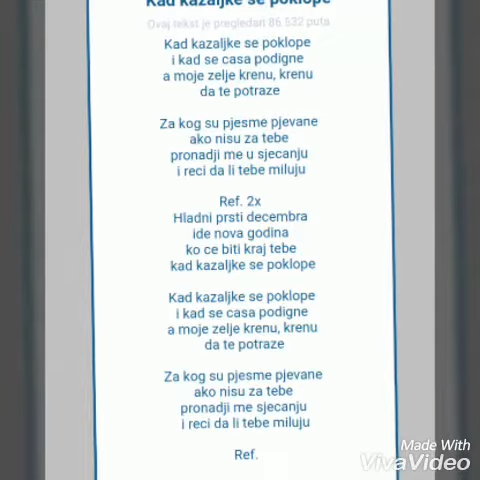 Kad kazaljke se poklope
Ovaj tekst je pregledan 86 532 puta
Kad kazaljke se poklope
i kad se casa podigne
a moje zelje krenu, krenu
da te potraze
Za kog su pjesme pjevane
ako nisu za tebe
pronadji me u sjecanju
i reci da li tebe miluju
Ref. 2x
Hladni prsti decembra
ide nova godina
ko ce biti kraj tebe
kad kazaljke se poklope
Kad kazaljke se poklope
i kad se casa podigne
a moje zelje krenu, krenu
da te potraze
Za kog su pjesme pjevane
ako nisu za tebe
pronadji me sjecanju
i reci da li tebe miluju
Ref.
Made With
VivaVideo